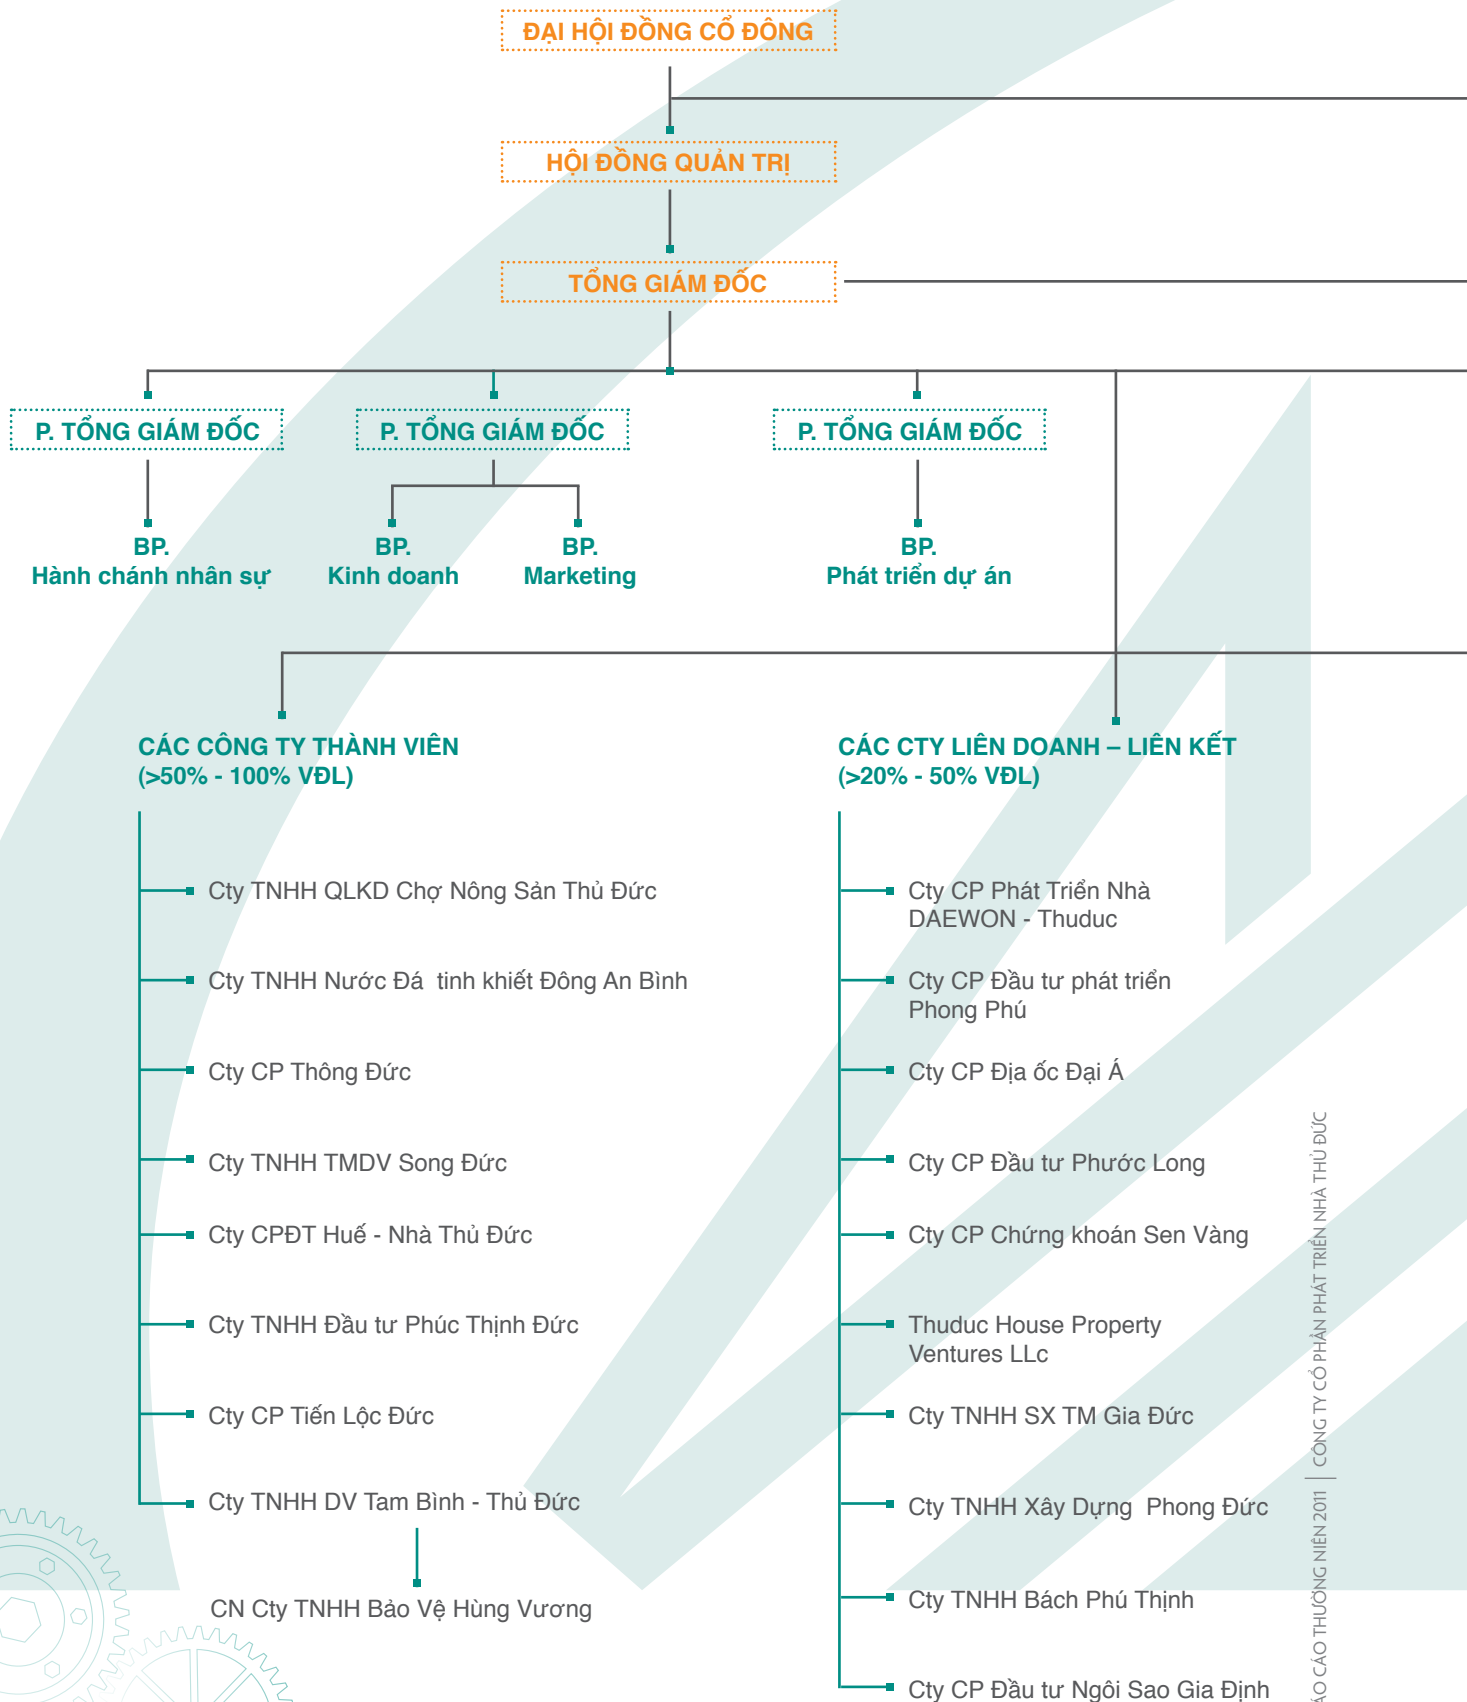 ĐẠI HỘI ĐỒNG CỔ ĐÔNG
HỘI ĐỒNG QUẢN TRỊ
TỔNG GIÁM ĐỐC
P. TỔNG GIÁM ĐỐC
P. TỔNG GIÁM ĐỐC
P. TỔNG GIÁM ĐỐC
BP.
Hành chánh nhân sự
BP.
Kinh doanh
BP.
Marketing
BP.
Phát triển dự án
CÁC CÔNG TY THÀNH VIÊN
(>50% - 100% VĐL)
Cty TNHH QLKD Chợ Nông Sản Thủ Đức
Cty TNHH Nước Đá tinh khiết Đông An Bình
Cty CP Thông Đức
Cty TNHH TMDV Song Đức
Cty CPĐT Huế - Nhà Thủ Đức
Cty TNHH Đầu tư Phúc Thịnh Đức
Cty CP Tiến Lộc Đức
Cty TNHH DV Tam Bình - Thủ Đức
CN Cty TNHH Bảo Vệ Hùng Vương
CÁC CTY LIÊN DOANH – LIÊN KẾT
(>20% - 50% VĐL)
Cty CP Phát Triển Nhà
DAEWON - Thuduc
Cty CP Đầu tư phát triển
Phong Phú
Cty CP Địa ốc Đại Á
Cty CP Đầu tư Phước Long
Cty CP Chứng khoán Sen Vàng
Thuduc House Property
Ventures LLc
Cty TNHH SX TM Gia Đức
Cty TNHH Xây Dựng Phong Đức
Cty TNHH Bách Phú Thịnh
Cty CP Đầu tư Ngôi Sao Gia Định
ÁO CÁO THƯỜNG NIÊN 2011 | CÔNG TY CỔ PHẦN PHÁT TRIỂN NHÀ THỦ ĐỨC